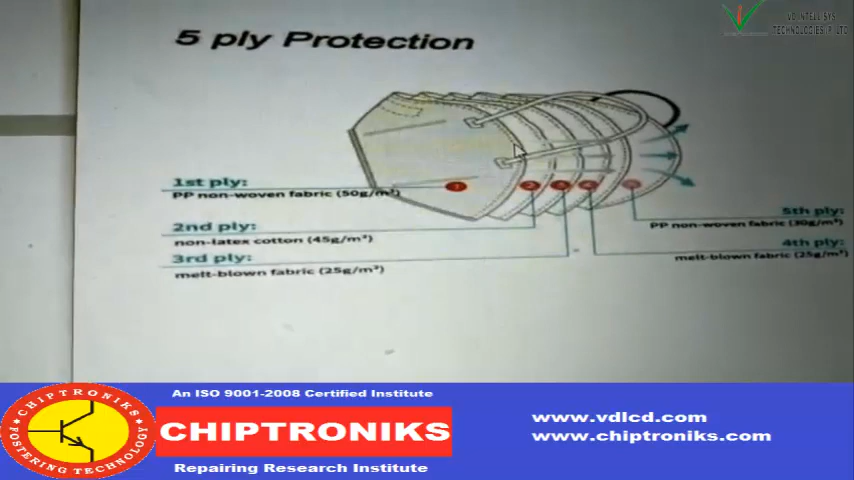 5 ply Protection
VD INTELLISYS
TECHNOLOGIES P. LTD
1st ply:
PP non-woven fabric (50g/m²)
2nd ply:
non-latex cotton (45g/m²)
3rd ply:
melt-blown fabric (25g/m²)
5th ply:
PP non-woven fabric (30g/m²)
4th ply:
melt-blown fabric (25g/m²)
1
2
An ISO 9001-2008 Certified Institute
CHIPTRONIKS
Repairing Research Institute
www.vdlcd.com
www.chiptroniks.com
CHIPTRONIKS
FOSTERING TECHNOLOGY